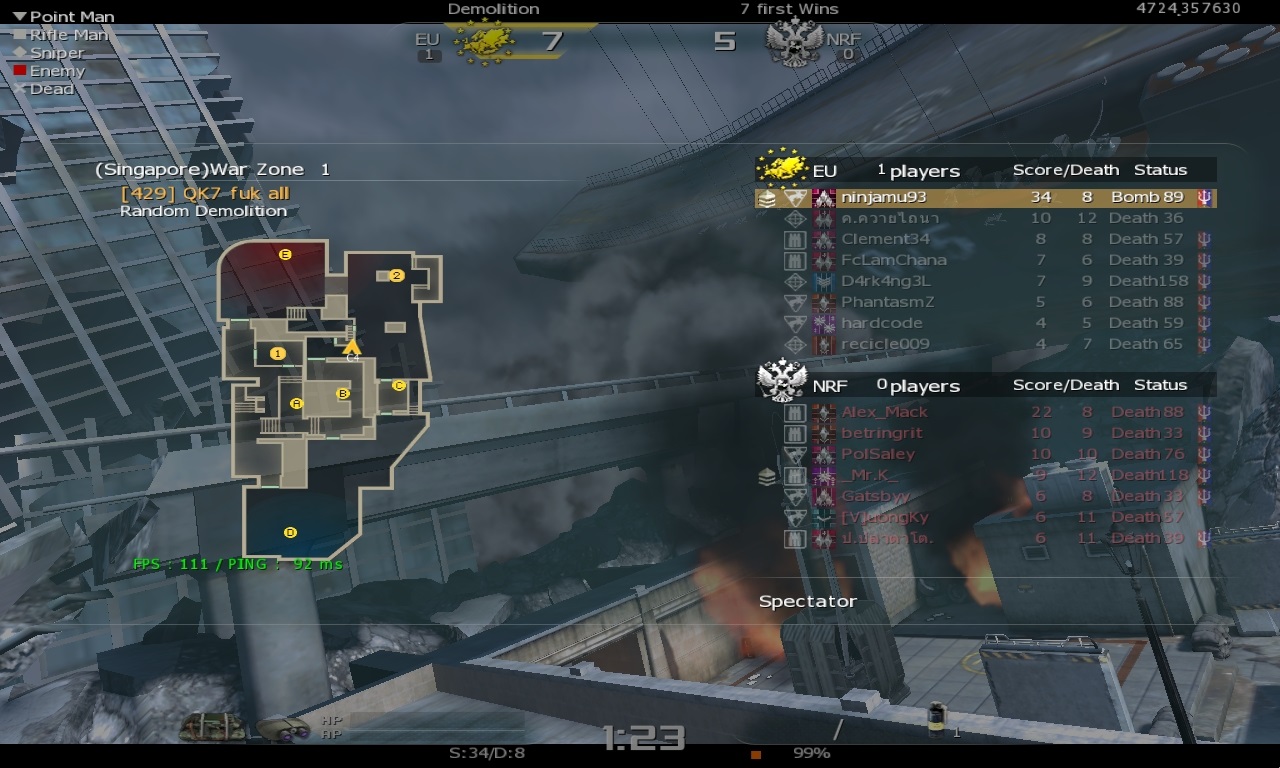 Point Man
Rifle Man
Sniper
Enemy
Dead
Demolition
7 first Wins
4724,357630
EU
1
7
5
NRF
0
(Singapore)War Zone 1
[429] QK7 fuk all
Random Demolition
E
2
1
C4
A
B
C
D
FPS : 111 / PING : 92 ms
EU 1 players Score/Death Status
ninjamu93 34 8 Bomb 89
ค.ควายไถนา 10 12 Death 36
Clement34 8 8 Death 57
FcLamChana 7 6 Death 39
D4rk4ng3L 7 9 Death158
PhantasmZ 5 6 Death 88
hardcode 4 5 Death 59
recicle009 4 7 Death 65
NRF 0 players Score/Death Status
Alex_Mack 22 8 Death 88
betringrit 10 9 Death 33
PolSaley 10 10 Death 76
_Mr.K_ 9 12 Death118
Gatsbyy 6 8 Death 33
[V]uongKy 6 11 Death 57
6 11 Death 39
Spectator
HP
AP
S:34/D:8
1:23
/
1
99%